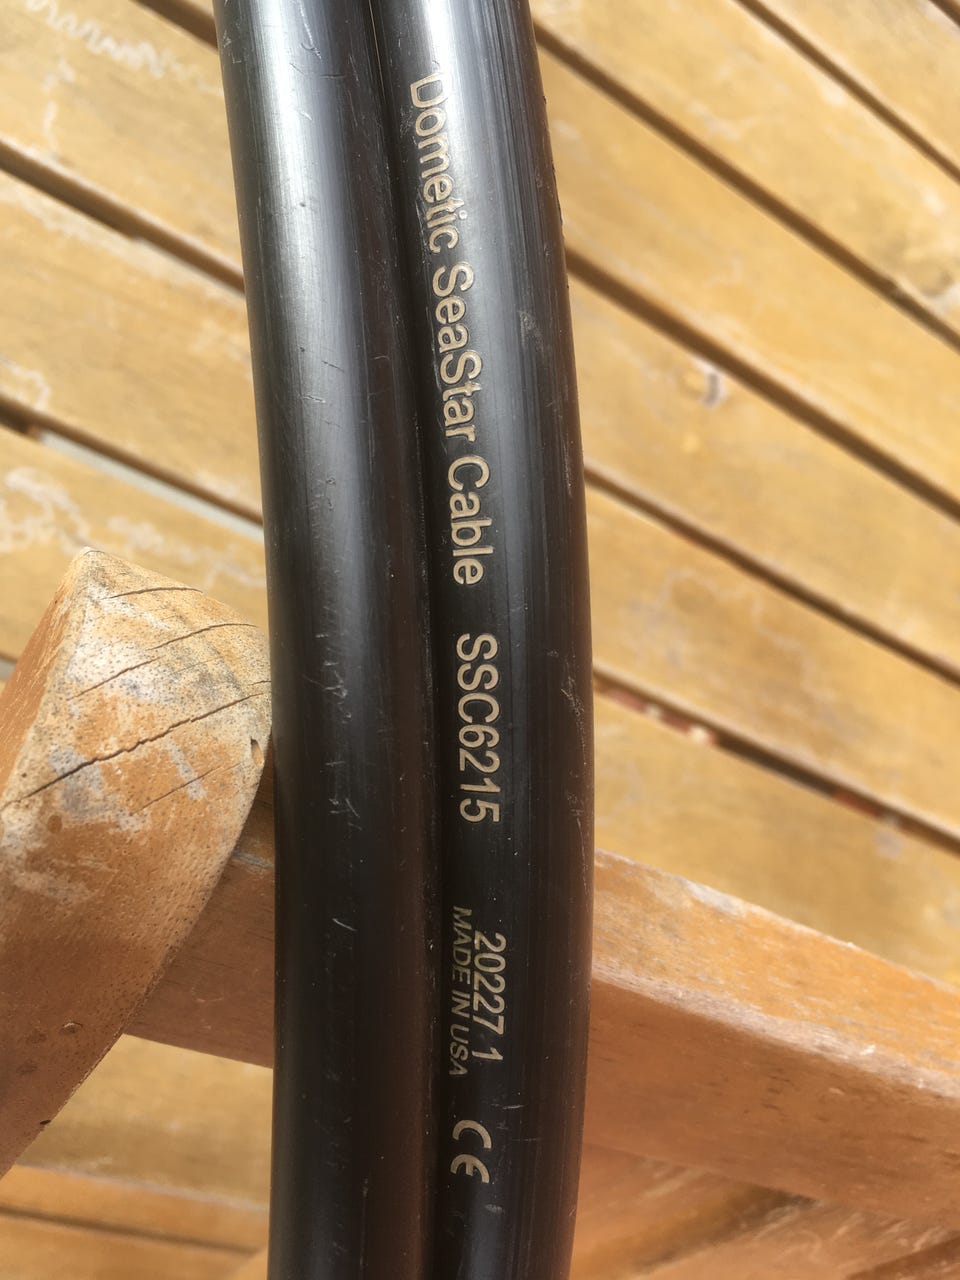 Dometic SeaStar Cable SSC6215
20227 1
MADE IN USA
CE